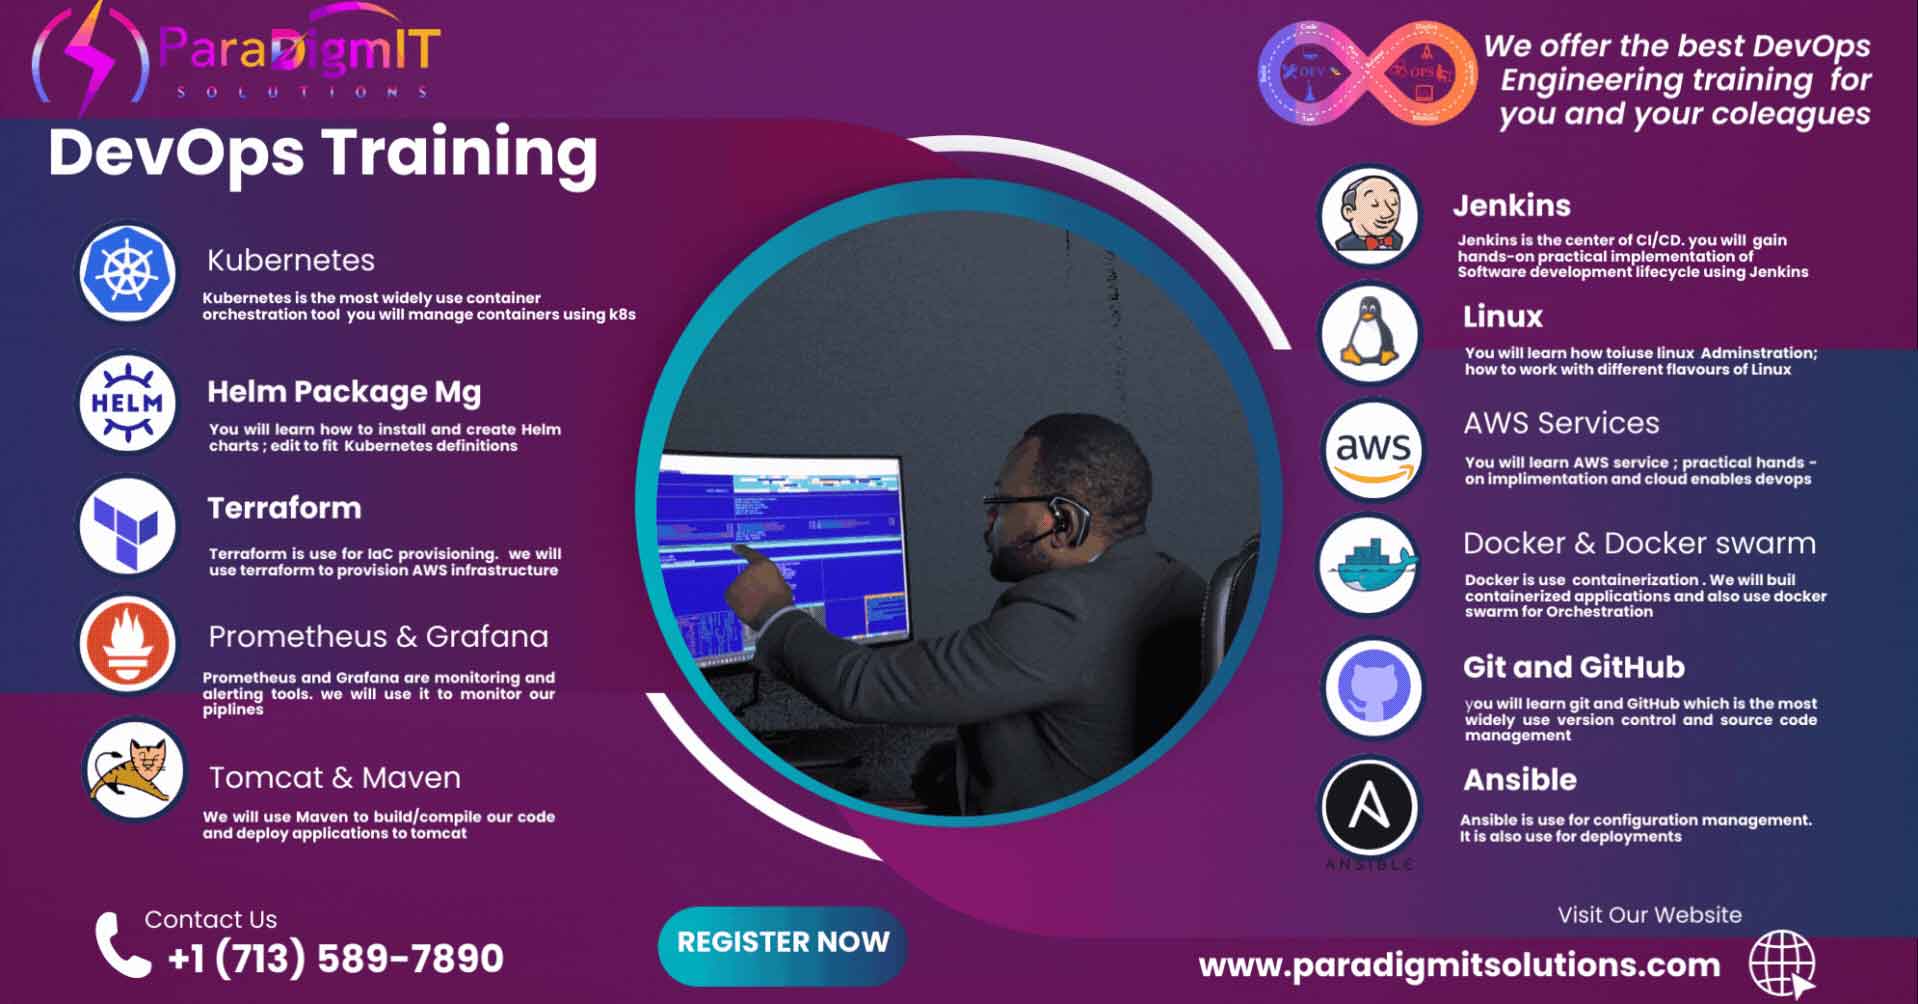 ParaDigmIT
SOLUTIONS
DevOps Training
Kubernetes
Kubernetes is the most widely use container
orchestration tool you will manage containers using k8s
HELM
Helm Package Mg
You will learn how to install and create Helm
charts ; edit to fit Kubernetes definitions
Terraform
Terraform is use for IaC provisioning. we will
use terraform to provision AWS infrastructure
Prometheus & Grafana
Prometheus and Grafana are monitoring and
alerting tools. we will use it to monitor our
piplines
Tomcat & Maven
We will use Maven to build/compile our code
and deploy applications to tomcat
Contact Us
+1 (713) 589-7890
REGISTER NOW
Code
DEV
Test
OPS
We offer the best DevOps
Engineering training for
you and your coleagues
Jenkins
Jenkins is the center of CI/CD. you will gain
hands-on practical implementation of
Software development lifecycle using Jenkins
Linux
You will learn how toiuse linux Adminstration;
how to work with different flavours of Linux
aws
AWS Services
You will learn AWS service ; practical hands -
on implimentation and cloud enables devops
Docker & Docker swarm
Docker is use containerization . We will buil
containerized applications and also use docker
swarm for Orchestration
Git and GitHub
you will learn git and GitHub which is the most
widely use version control and source code
management
Ansible
Ansible is use for configuration management.
It is also use for deployments
ANSIBLE
Visit Our Website
www.paradigmitsolutions.com